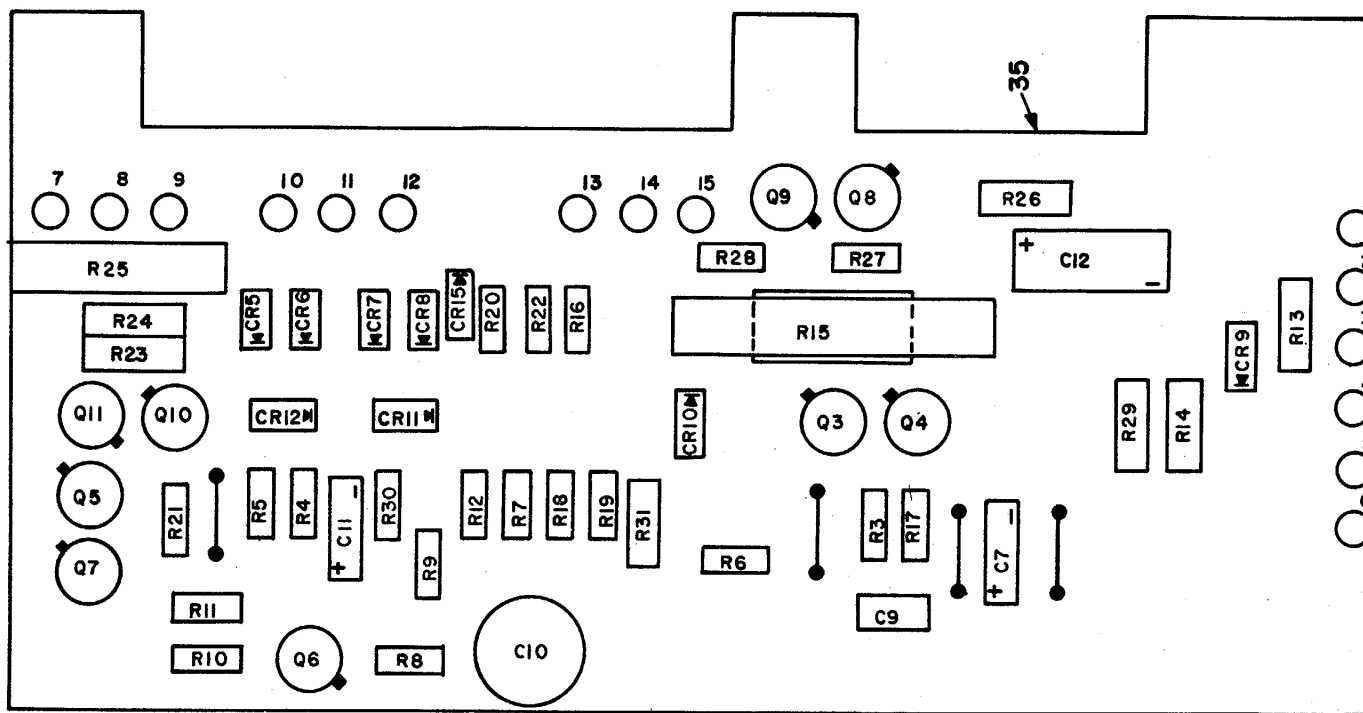 35
7 8 9 10 11 12 13 14 15 Q9 Q8 R26
R25 R28 R27 + C12 −
R24 CR5 CR6 CR7 CR8 CR15 R20 R22 R16 R15 R13
R23 CR9
Q11 Q10 CR12 CR11 CR10 Q3 Q4 R29 R14
Q5 R21 R5 R4 − C11 + R30 R12 R7 R18 R19 R31 R3 R17 − C7 +
Q7 R9 R6
R11 C9
R10 Q6 R8 C10